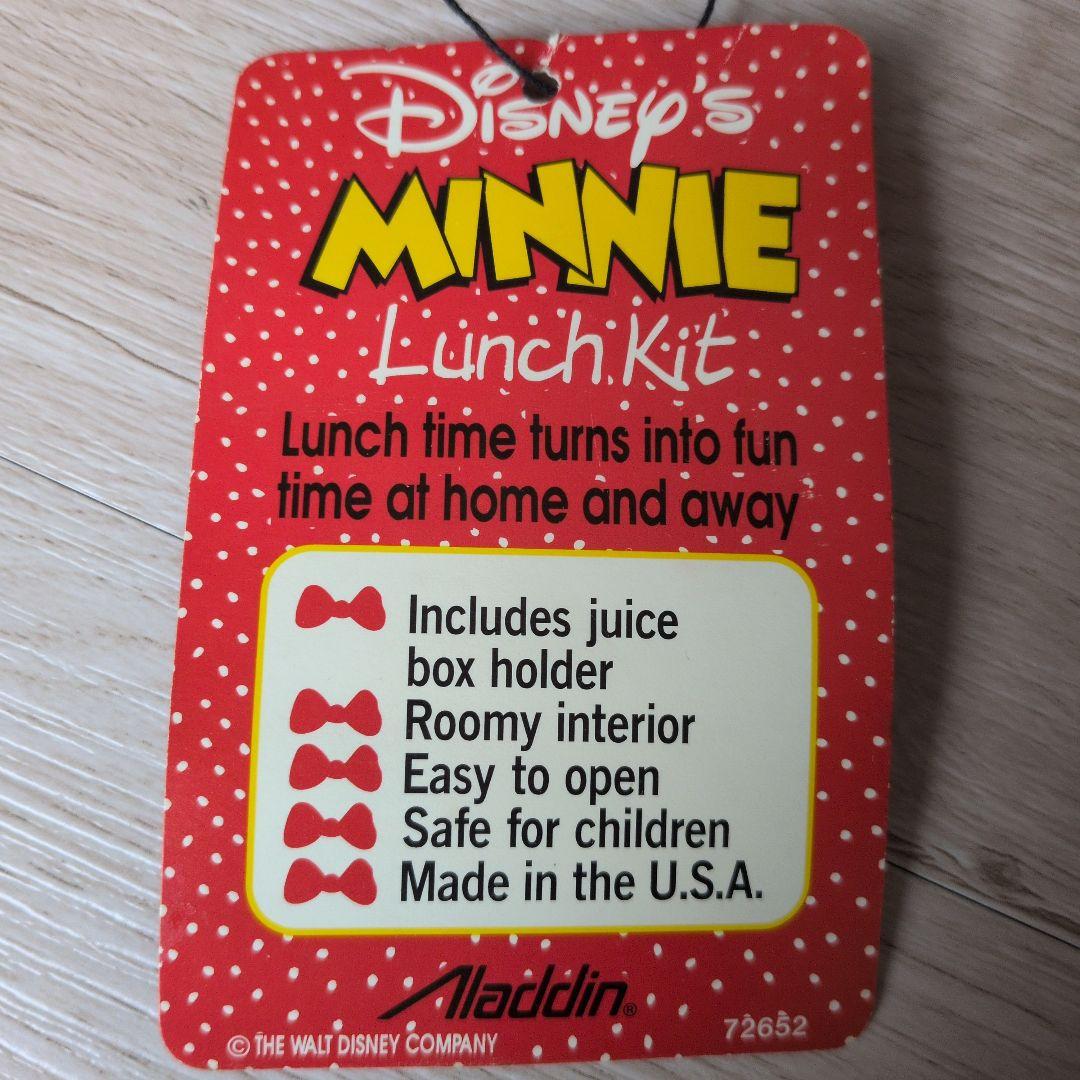 DISNEY'S
MINNIE
Lunch Kit
Lunch time turns into fun
time at home and away
Includes juice
box holder
Roomy interior
Easy to open
Safe for children
Made in the U.S.A.
Aladdin®
© THE WALT DISNEY COMPANY 72652